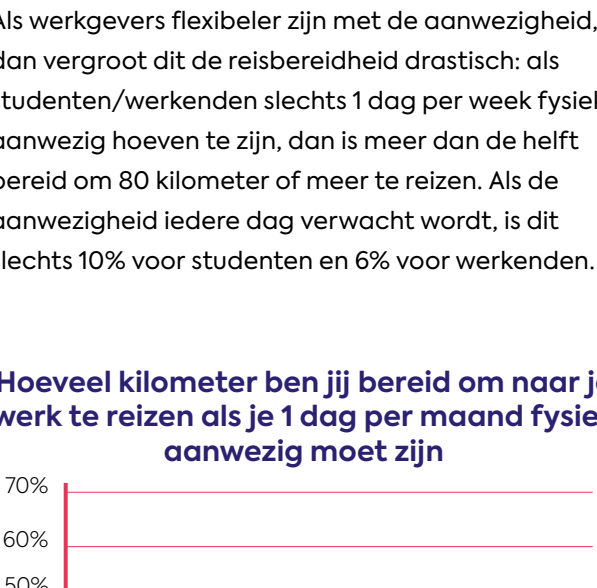 Als werkgevers flexibeler zijn met de aanwezigheid,
dan vergroot dit de reisbereidheid drastisch: als
studenten/werkenden slechts 1 dag per week fysiek
aanwezig hoeven te zijn, dan is meer dan de helft
bereid om 80 kilometer of meer te reizen. Als de
aanwezigheid iedere dag verwacht wordt, is dit
slechts 10% voor studenten en 6% voor werkenden.
Hoeveel kilometer ben jij bereid om naar je
werk te reizen als je 1 dag per maand fysie
aanwezig moet zijn
70%
60%
50%